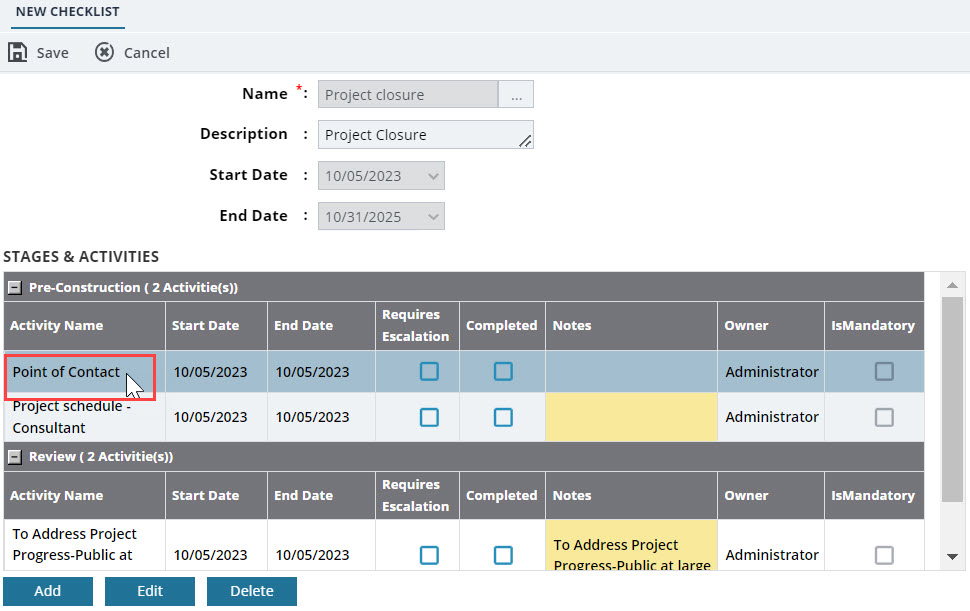 NEW CHECKLIST
Save Cancel
Name *: Project closure ...
Description : Project Closure
Start Date : 10/05/2023
End Date : 10/31/2025
STAGES & ACTIVITIES
Pre-Construction ( 2 Activitie(s))
Activity Name Start Date End Date Requires Escalation Completed Notes Owner IsMandatory
Point of Contact 10/05/2023 10/05/2023 Administrator
Project schedule -
Consultant 10/05/2023 10/05/2023 Administrator
Review ( 2 Activitie(s))
Activity Name Start Date End Date Requires Escalation Completed Notes Owner IsMandatory
To Address Project
Progress-Public at 10/05/2023 10/05/2023 To Address Project
Progress-Public at large Administrator
Add Edit Delete